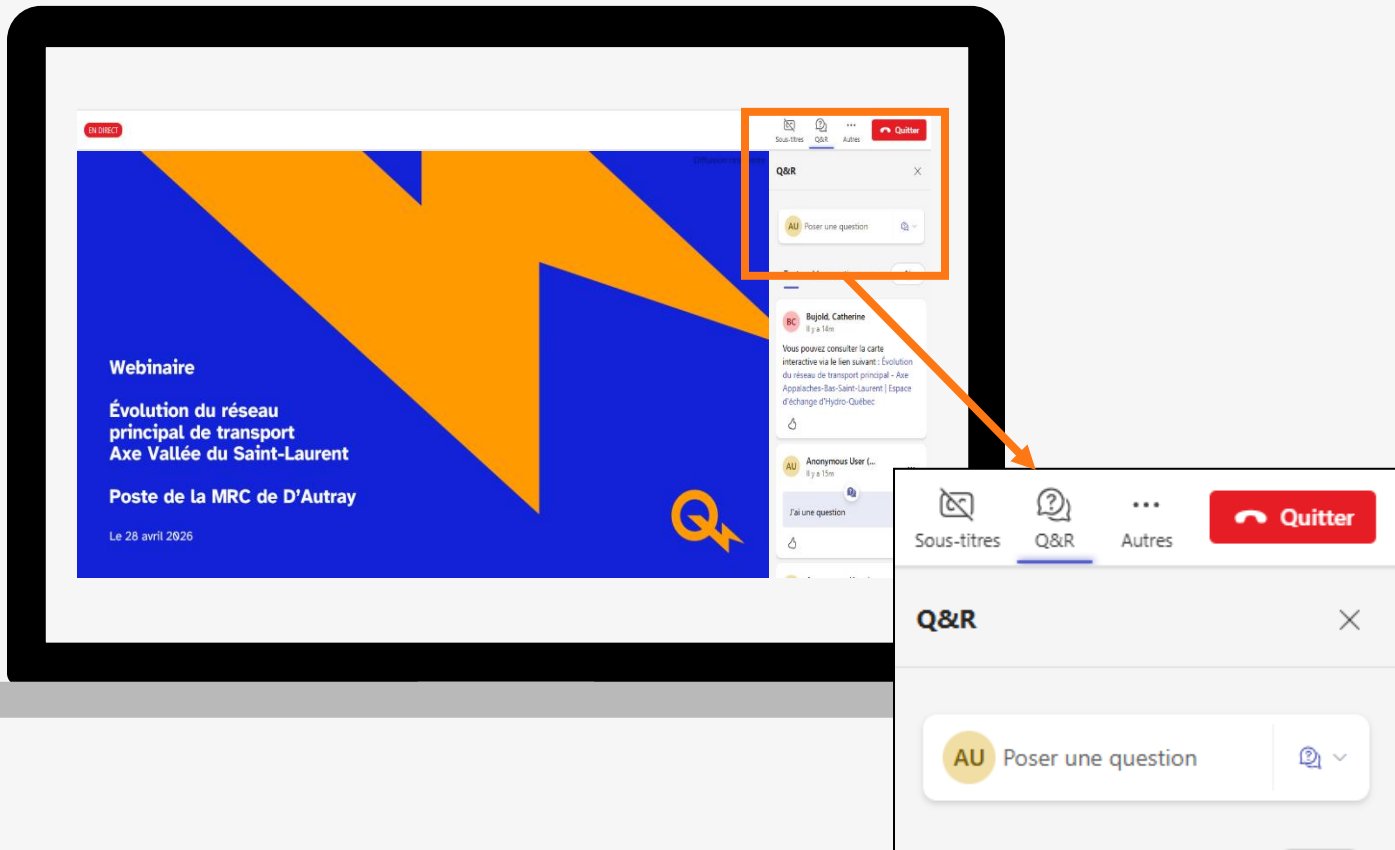 EN DIRECT
Sous-titres
Q&R
Autres
Quitter
Q&R
AU Poser une question
Webinaire
Évolution du réseau
principal de transport
Axe Vallée du Saint-Laurent
Poste de la MRC de D'Autray
Le 28 avril 2026
BC Bujold, Catherine
Il y a 14m
Vous pouvez consulter la carte
interactive via le lien suivant : Évolution
du réseau de transport principal - Axe
Appalaches-Bas-Saint-Laurent | Espace
d'échange d'Hydro-Québec
AU Anonymous User (...
Il y a 15m
J'ai une question
Sous-titres
Q&R
Autres
Quitter
Q&R
AU Poser une question